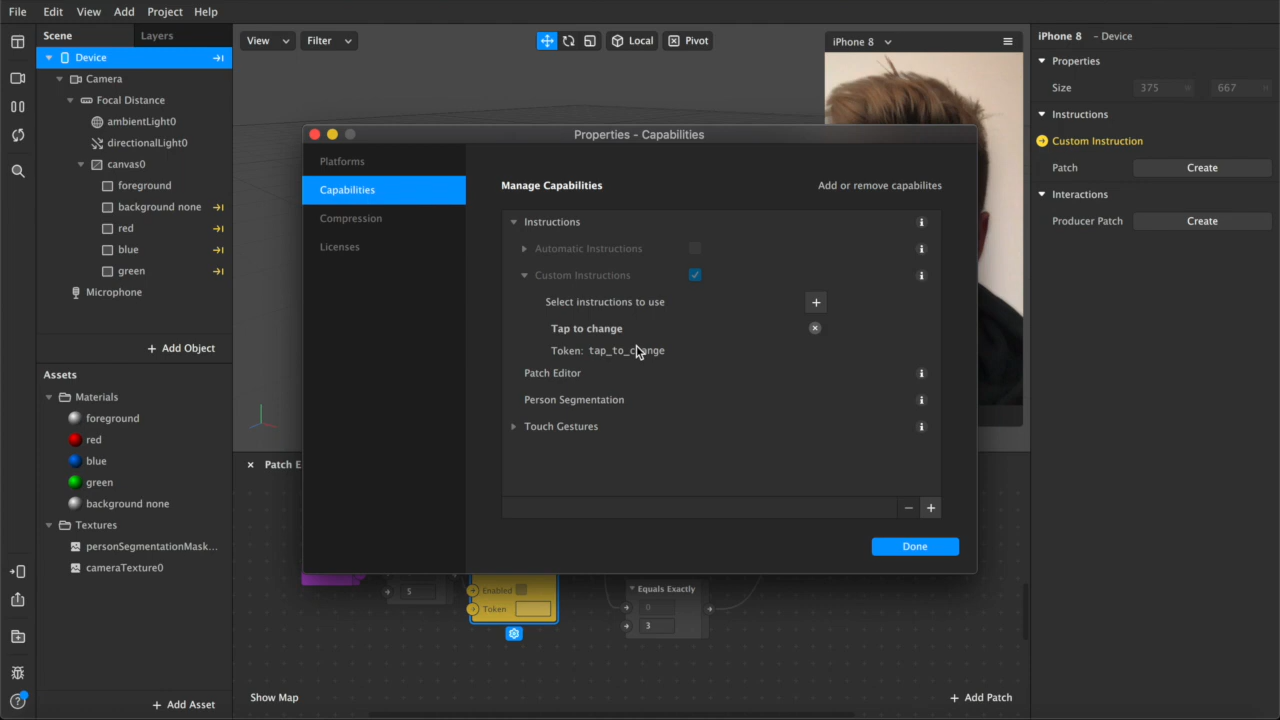 File Edit View Add Project Help
Scene Layers
Device
Camera
Focal Distance
ambientLight0
directionalLight0
canvas0
foreground
background none
red
blue
green
Microphone
+ Add Object
Assets
Materials
foreground
red
blue
green
background none
Textures
personSegmentationMask...
cameraTexture0
+ Add Asset
View Filter Local Pivot
iPhone 8
Properties - Capabilities
Platforms
Capabilities
Compression
Licenses
Manage Capabilities Add or remove capabilites
Instructions
Automatic Instructions
Custom Instructions
Select instructions to use
Tap to change
Token: tap_to_change
Patch Editor
Person Segmentation
Touch Gestures
Done
Patch E
5
Enabled
Token
Equals Exactly
0
3
Show Map
+ Add Patch
iPhone 8 - Device
Properties
Size 375 667
Instructions
Custom Instruction
Patch Create
Interactions
Producer Patch Create